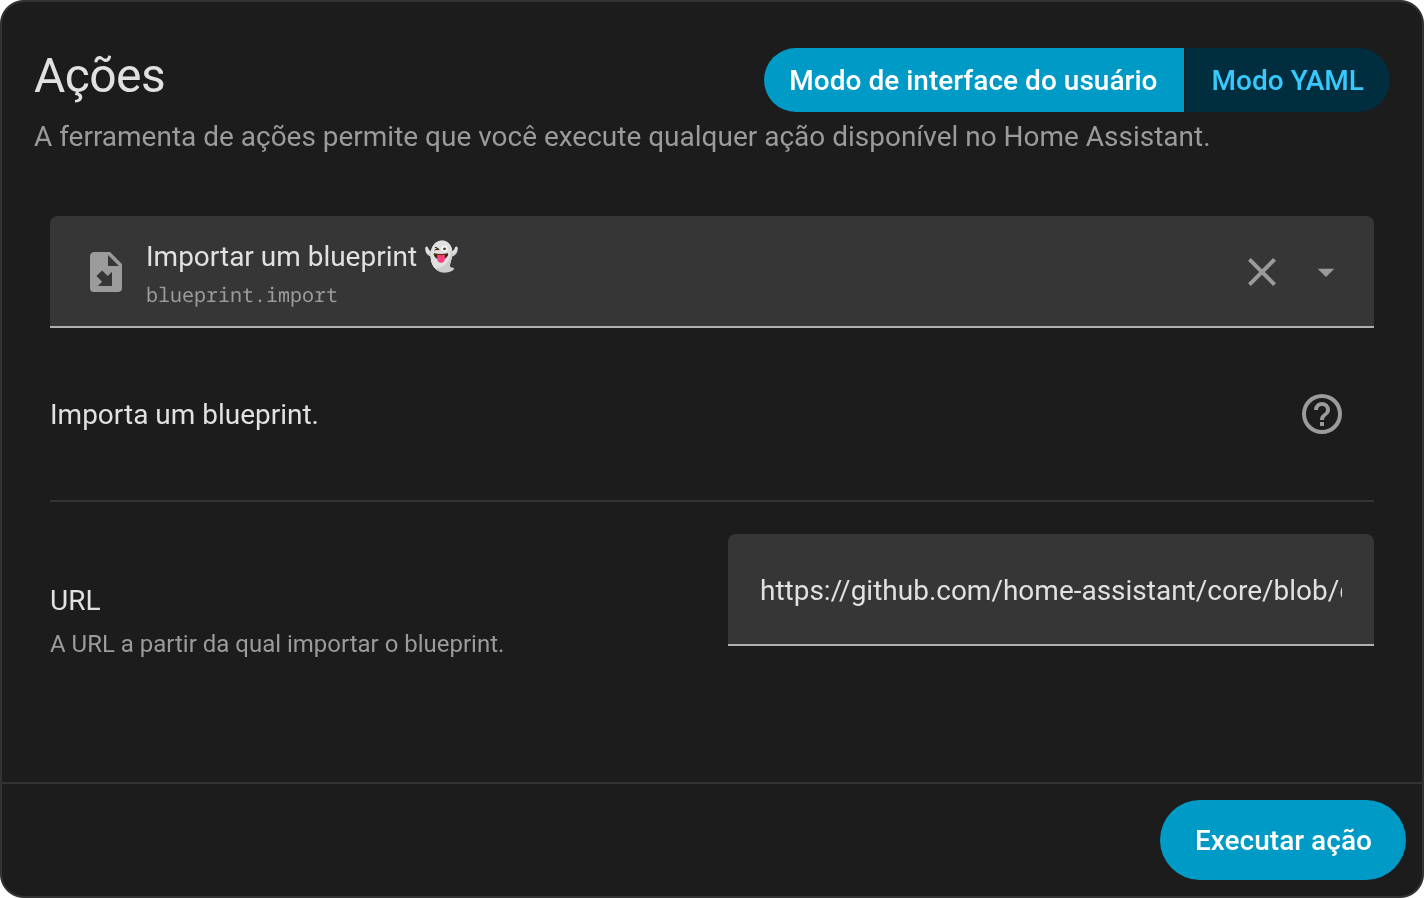 Ações
Modo de interface do usuário
Modo YAML
A ferramenta de ações permite que você execute qualquer ação disponível no Home Assistant.
Importar um blueprint 👻
blueprint.import
Importa um blueprint.
URL
A URL a partir da qual importar o blueprint.
https://github.com/home-assistant/core/blob/
Executar ação